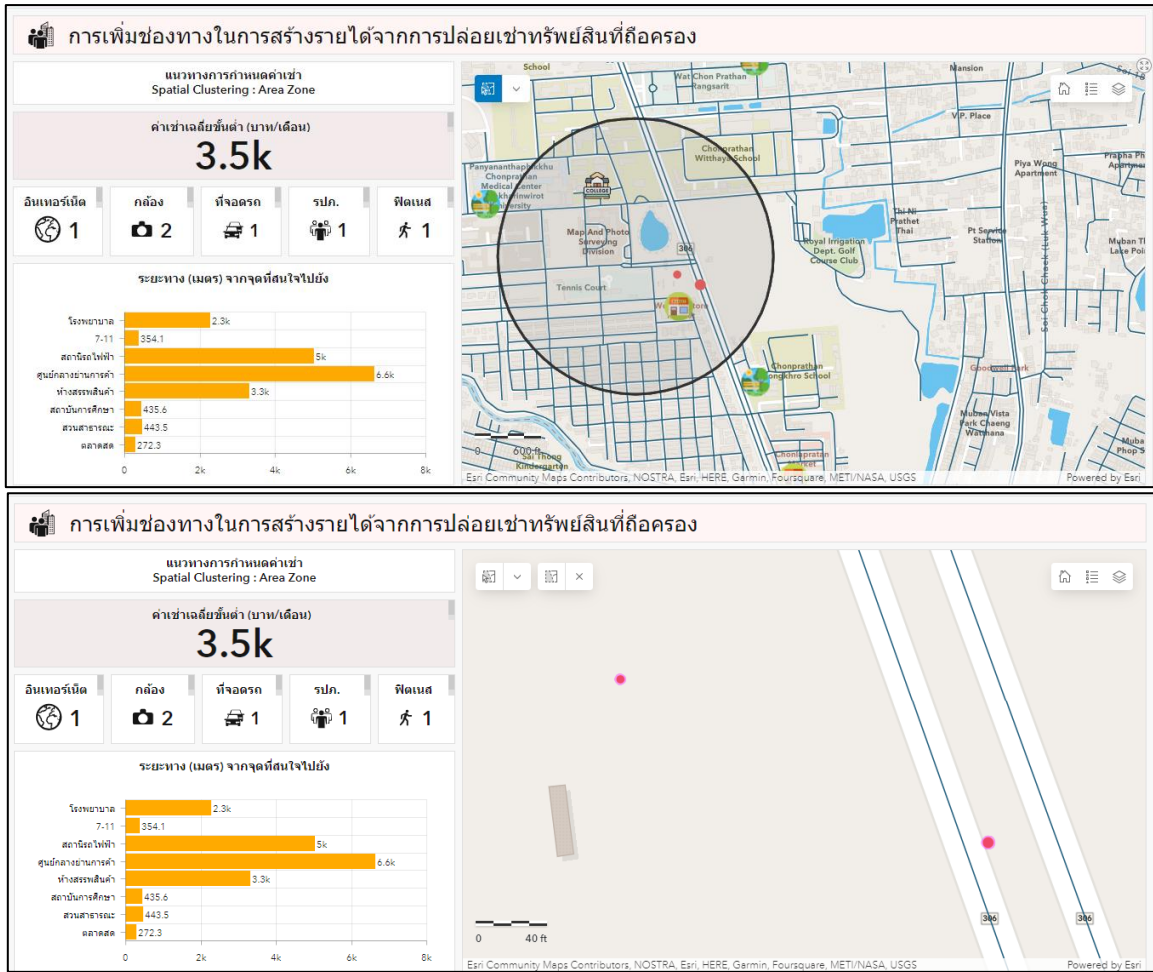 การเพิ่มช่องทางในการสร้างรายได้จากการปล่อยเช่าทรัพย์สินที่ถือครอง
แนวทางการกำหนดค่าเช่า
Spatial Clustering : Area Zone
ค่าเช่าเฉลี่ยขั้นต่ำ (บาท/เดือน)
3.5k
อินเทอร์เน็ต
1
กล้อง
2
ที่จอดรถ
1
รปภ.
1
ฟิตเนส
1
ระยะทาง (เมตร) จากจุดที่สนใจไปยัง
โรงพยาบาล 2.3k
7-11 354.1
สถานีรถไฟฟ้า 5k
ศูนย์กลางย่านการค้า 6.6k
ห้างสรรพสินค้า 3.3k
สถาบันการศึกษา 435.6
สวนสาธารณะ 443.5
ตลาดสด 272.3
0 2k 4k 6k 8k
School
Wat Chon Prathan
Rangsarit
Mansion
V.P. Place
Chonprathan
Witthaya School
Piya Wong
Apartment
Prapha Ph
Apartmen
Panyananthaphikkhu
Chonprathan
Medical Center
COLLEGE
Map And Photo
Surveying
Division
306
Thi Ni
Prathet
Thai
Pt Service
Station
Muban T
Lake Poi
Royal Irrigation
Dept. Golf
Course Club
Tennis Court
Soi Chok Chaek (Luk Wua)
Chonprathan
Songkhro School
Goodwill Park
Muban Vista
Park Chaeng
Watthana
Muba
Phop S
Chonlapratan
Market
Sai Thong
Kindergarten
0 600 ft
Esri Community Maps Contributors, NOSTRA, Esri, HERE, Garmin, Foursquare, METI/NASA, USGS
Powered by Esri
การเพิ่มช่องทางในการสร้างรายได้จากการปล่อยเช่าทรัพย์สินที่ถือครอง
แนวทางการกำหนดค่าเช่า
Spatial Clustering : Area Zone
ค่าเช่าเฉลี่ยขั้นต่ำ (บาท/เดือน)
3.5k
อินเทอร์เน็ต
1
กล้อง
2
ที่จอดรถ
1
รปภ.
1
ฟิตเนส
1
ระยะทาง (เมตร) จากจุดที่สนใจไปยัง
โรงพยาบาล 2.3k
7-11 354.1
สถานีรถไฟฟ้า 5k
ศูนย์กลางย่านการค้า 6.6k
ห้างสรรพสินค้า 3.3k
สถาบันการศึกษา 435.6
สวนสาธารณะ 443.5
ตลาดสด 272.3
0 2k 4k 6k 8k
306
306
0 40 ft
Esri Community Maps Contributors, NOSTRA, Esri, HERE, Garmin, Foursquare, METI/NASA, USGS
Powered by Esri